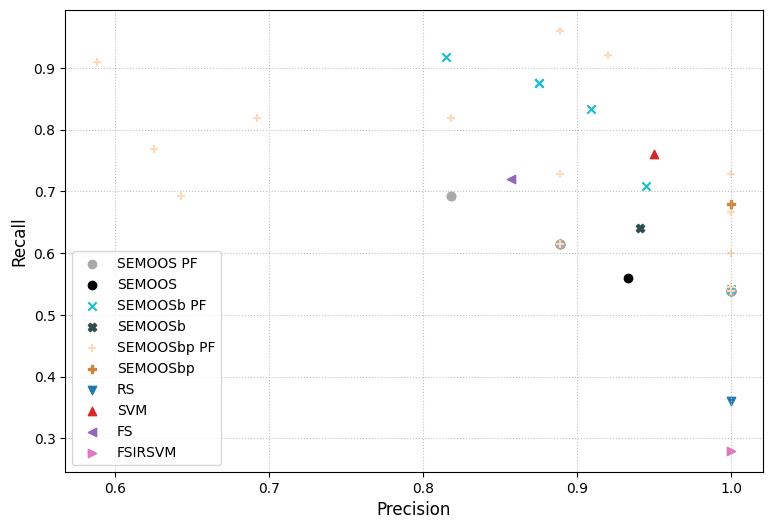 0.9
0.8
0.7
0.6
0.5
0.4
0.3
Recall
SEMOOS PF
SEMOOS
SEMOOSb PF
SEMOOSb
SEMOOSbp PF
SEMOOSbp
RS
SVM
FS
FSIRSVM
0.6 0.7 0.8 0.9 1.0
Precision